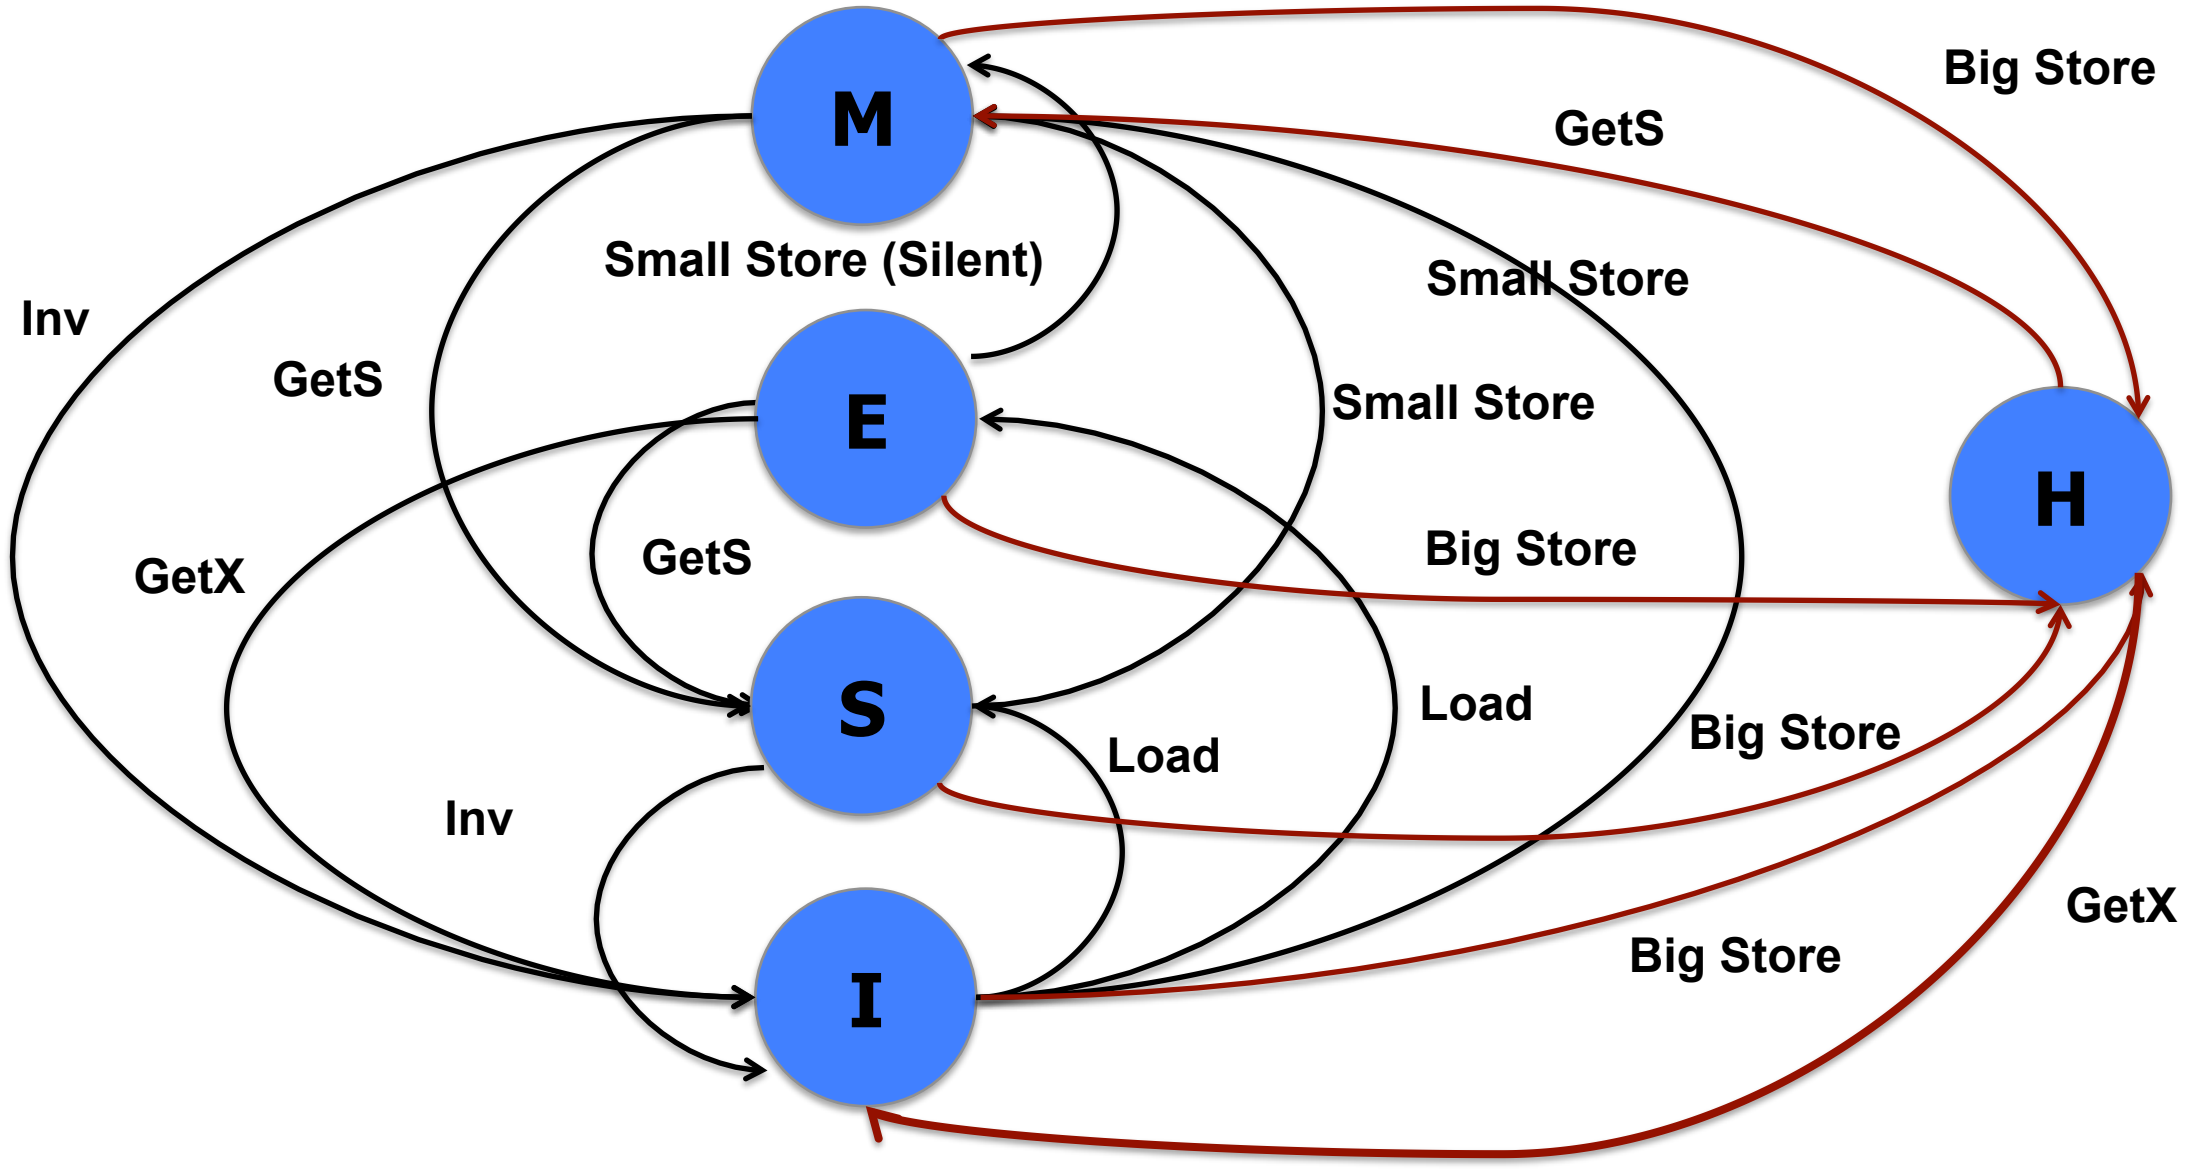 M
Big Store
GetS
Small Store (Silent)
Small Store
Inv
GetS
Small Store
E
H
Big Store
GetS
GetX
Load
S
Big Store
Load
Inv
GetX
Big Store
I